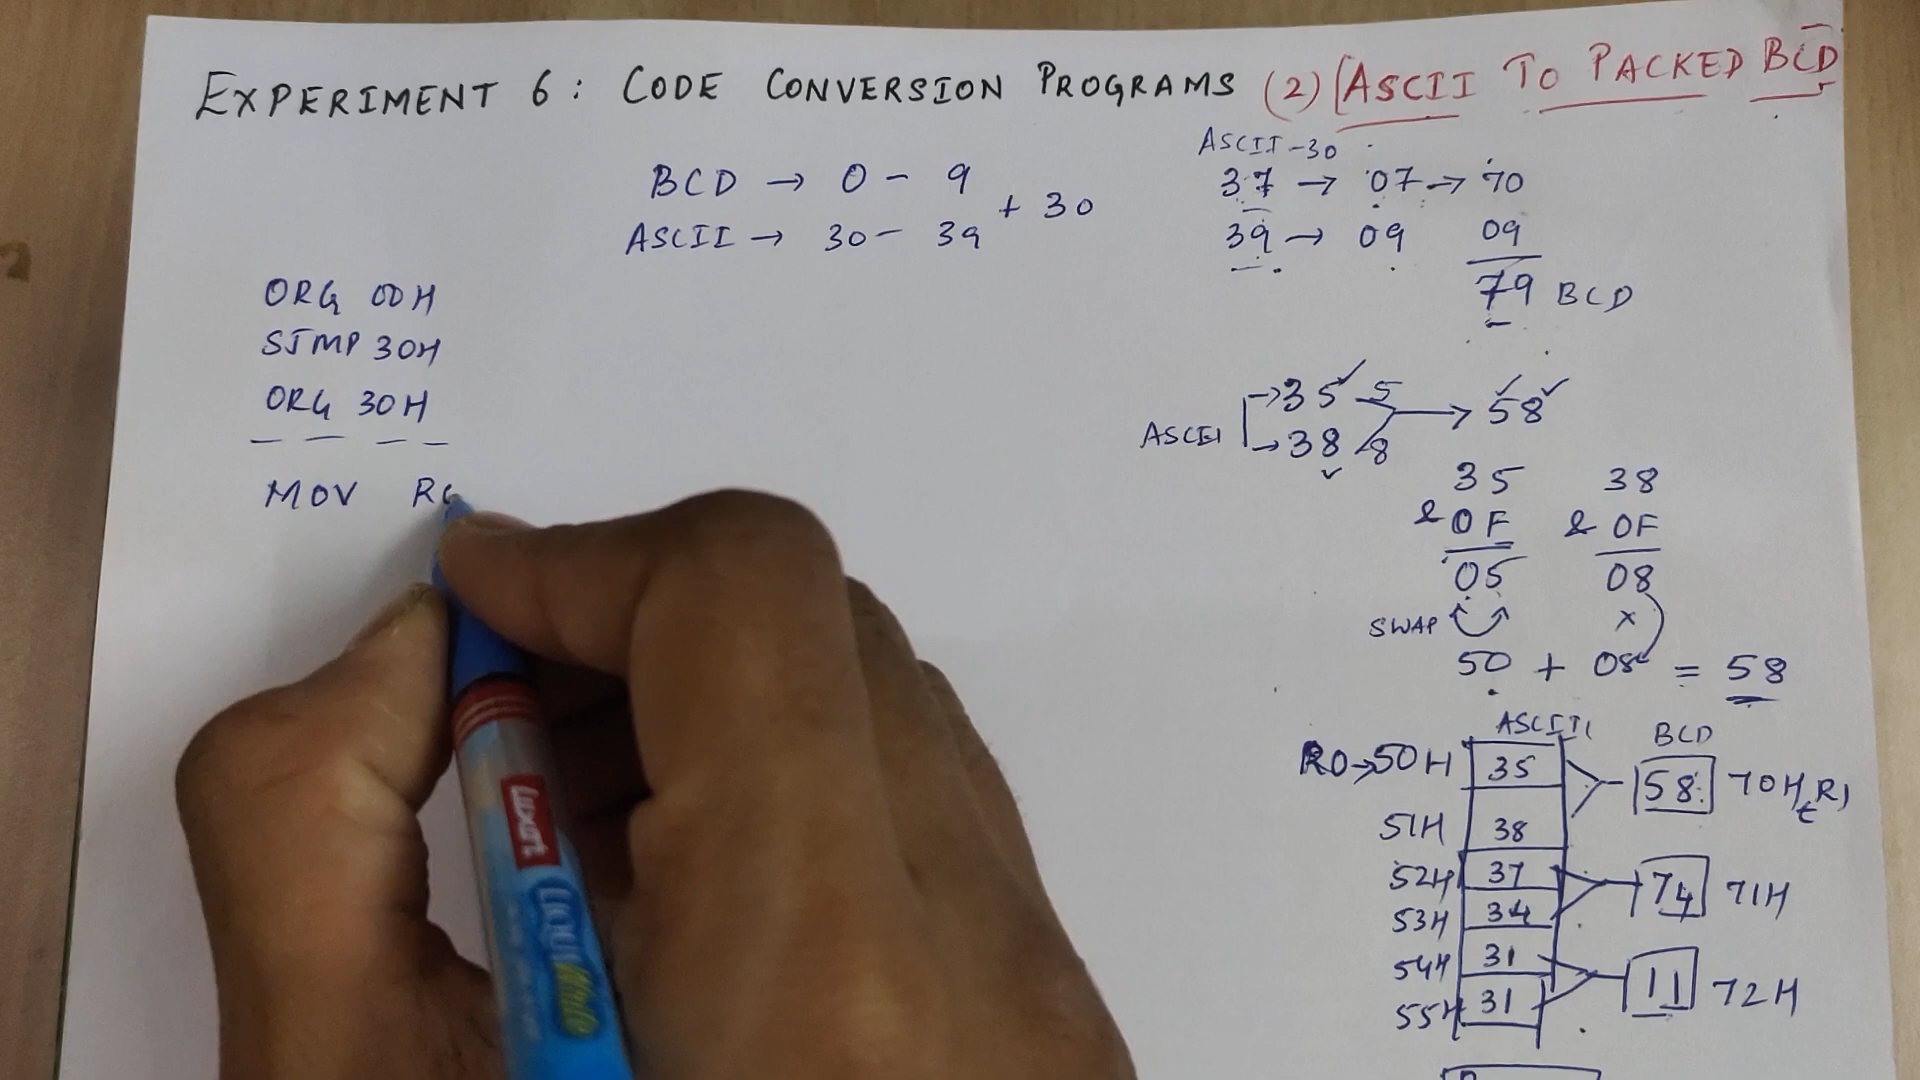 EXPERIMENT 6 : CODE CONVERSION PROGRAMS (2) ASCII TO PACKED BCD
BCD → 0 - 9
ASCII → 30 - 39
+ 30
ASCII -30
37 → 07 → 70
39 → 09 09
79 BCD
ORG 00H
SJMP 30H
ORG 30H
MOV
ASCII
35 5 → 58
38 8
35 38
& 0F & 0F
05 08
SWAP x
50 + 08 = 58
ASCII BCD
R0→50H 35 58 70H R1
51H 38
52H 37 74 71H
53H 34
54H 31 11 72H
55H 31
Luxor